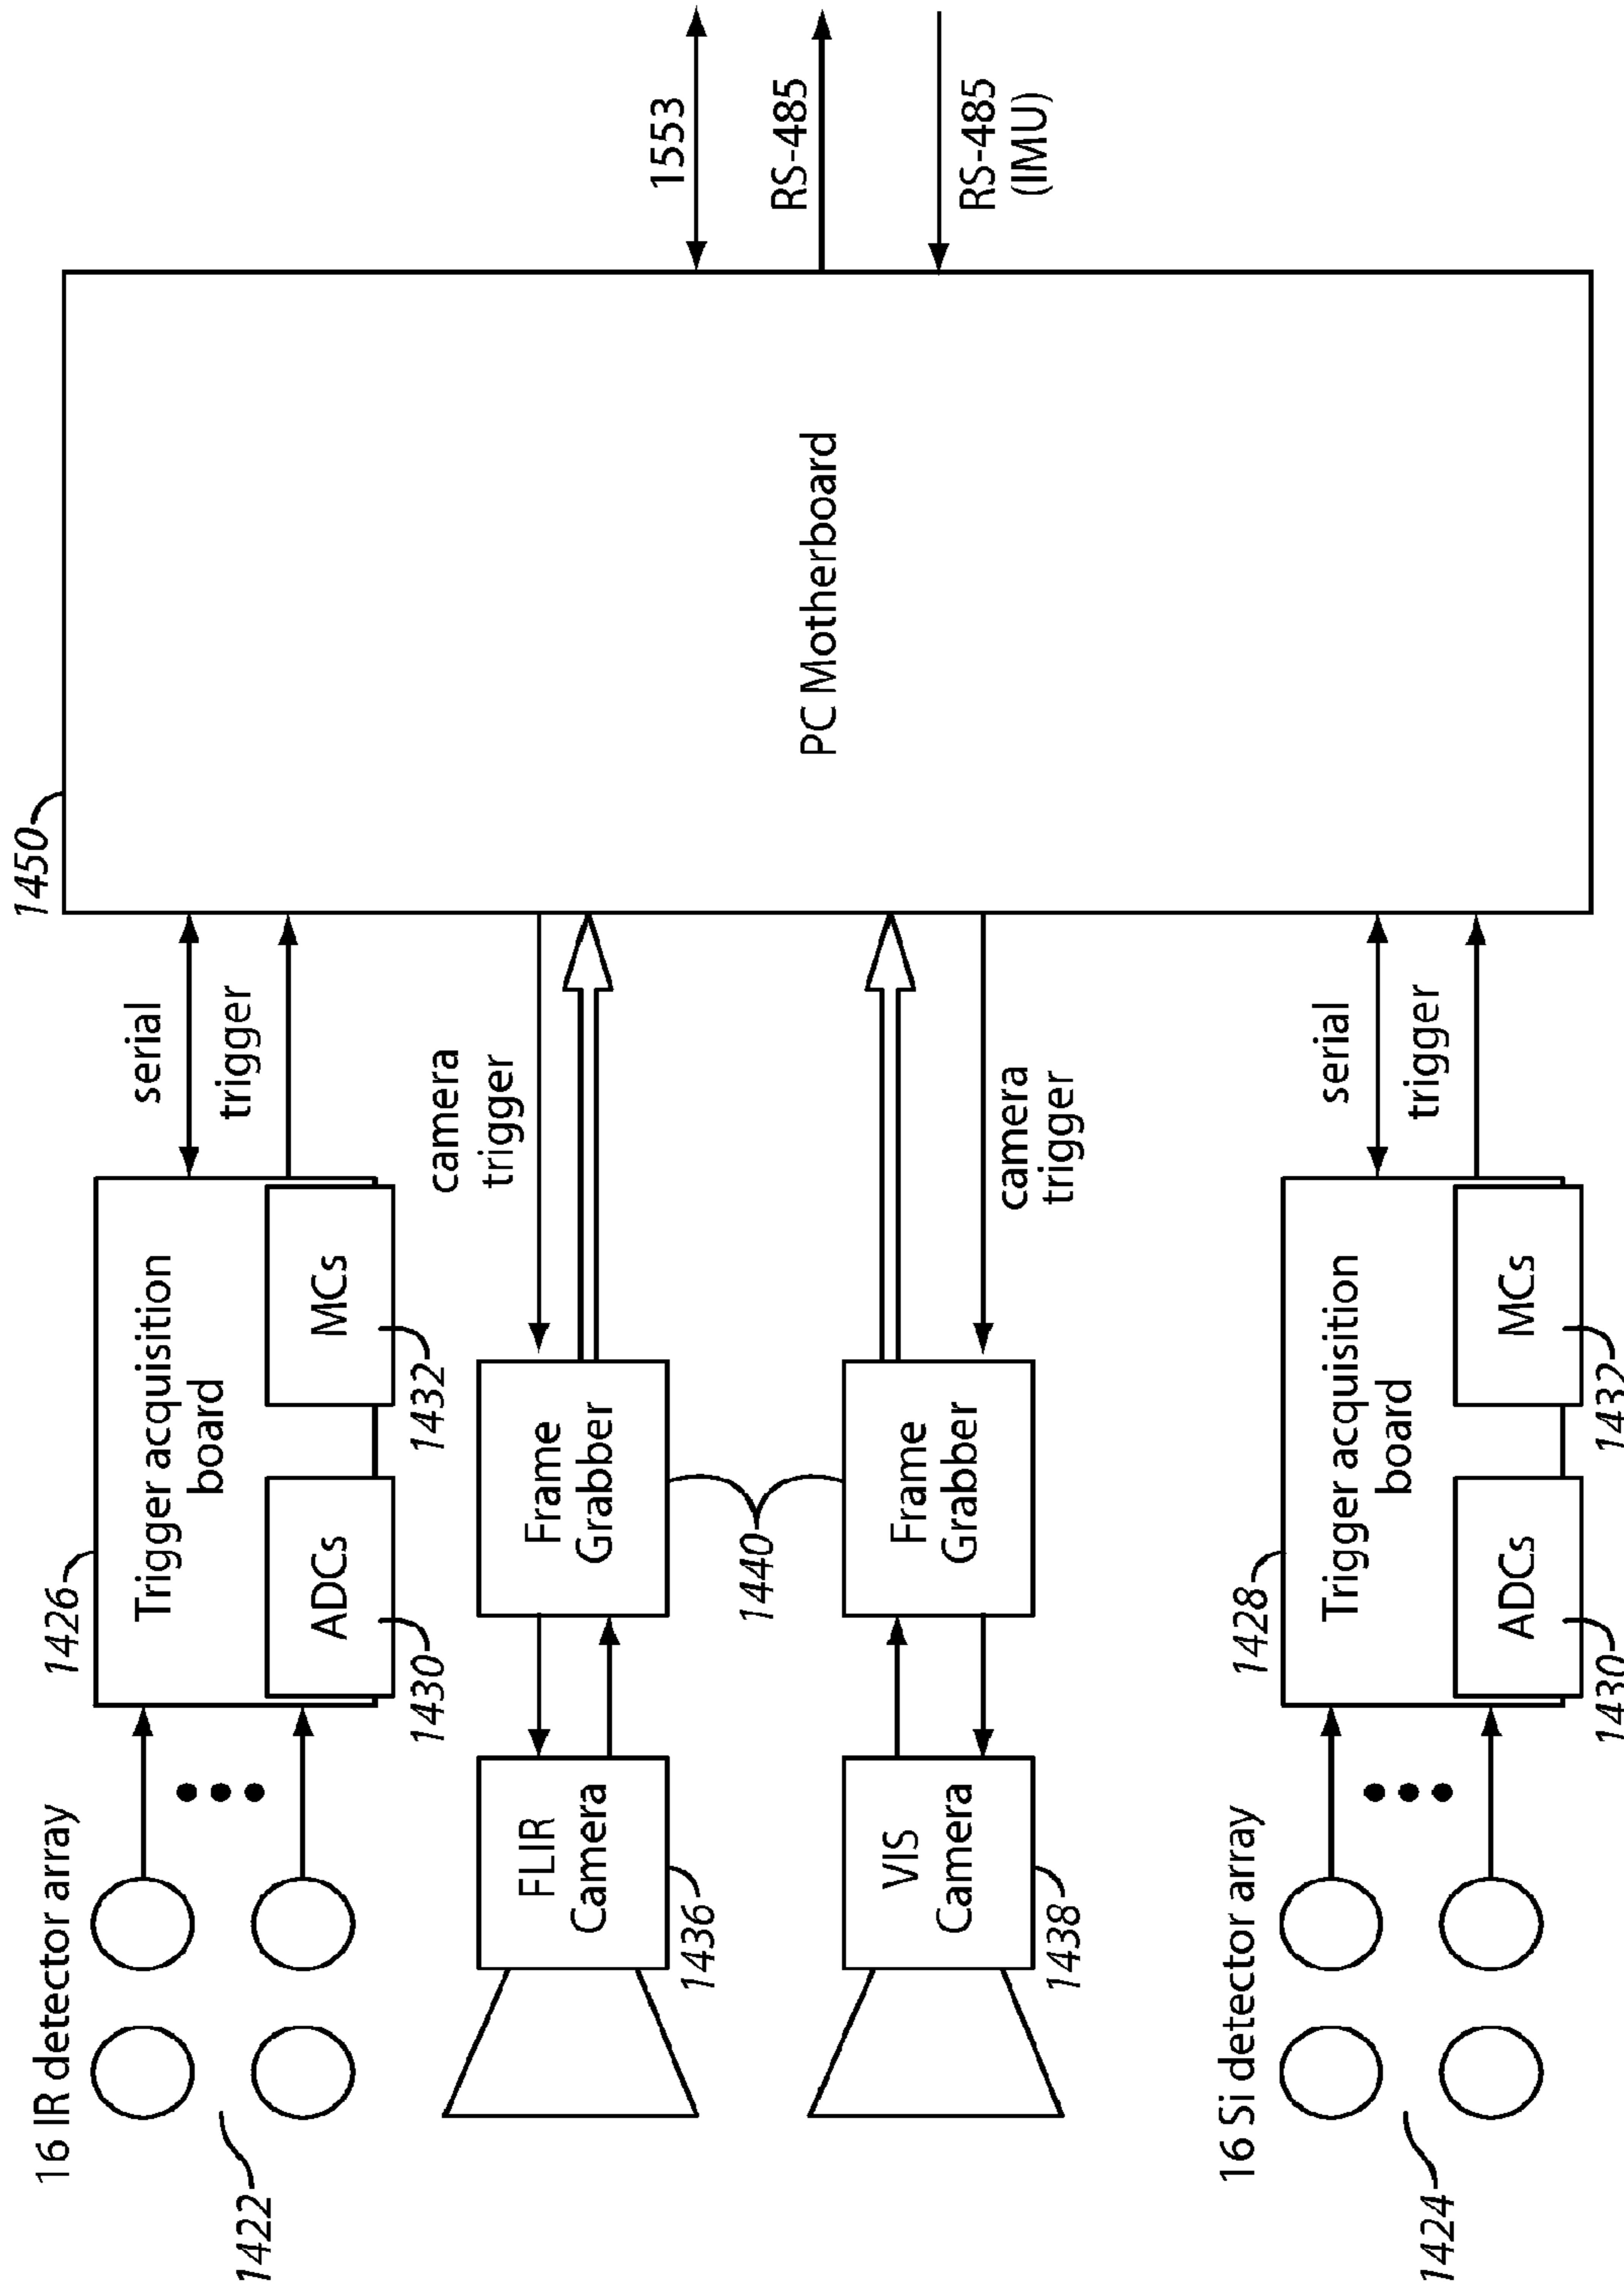 16 IR detector array
1422
1426
Trigger acquisition
board
ADCs
1430
MCs
1432
serial
trigger
1450
PC Motherboard
1553
RS-485
RS-485
(IMU)
FLIR
Camera
1436
Frame
Grabber
camera
trigger
1440
VIS
Camera
1438
Frame
Grabber
camera
trigger
16 Si detector array
1424
1428
Trigger acquisition
board
ADCs
1430
MCs
1432
serial
trigger